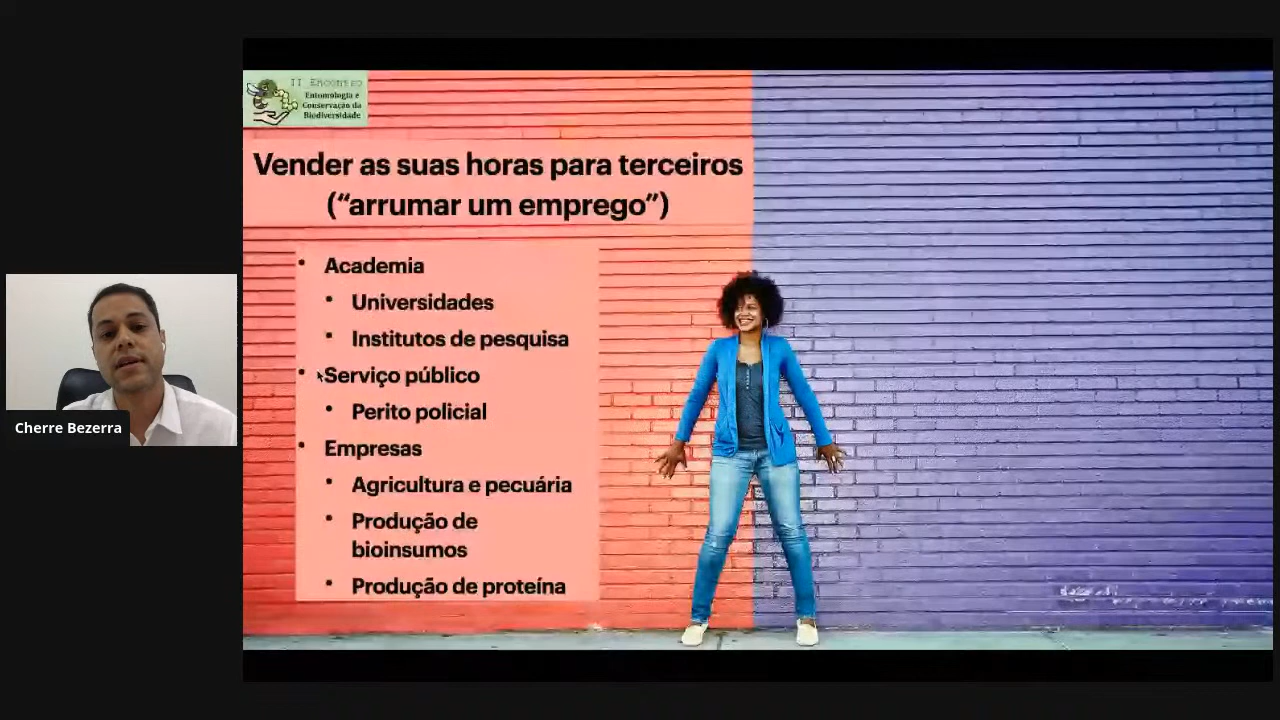 II Encontro
Entomologia e
Conservação da
Biodiversidade
Vender as suas horas para terceiros
(“arrumar um emprego”)
• Academia
• Universidades
• Institutos de pesquisa
• Serviço público
• Perito policial
• Empresas
• Agricultura e pecuária
• Produção de
bioinsumos
• Produção de proteína
Cherre Bezerra